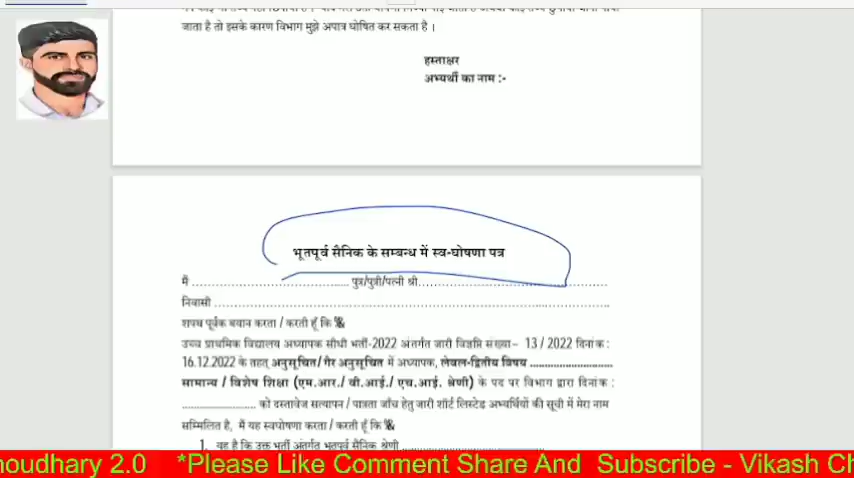 जाता है तो इसके कारण विभाग मुझे अपात्र घोषित कर सकता है ।
हस्ताक्षर
अभ्यर्थी का नाम :-
भूतपूर्व सैनिक के सम्बन्ध में स्व-घोषणा पत्र
मैं ........................................ पुत्र/पुत्री/पत्नी श्री................................................
निवासी ....................................................................................................
शपथ पूर्वक बयान करता / करती हूँ कि %&
उच्च प्राथमिक विद्यालय अध्यापक सीधी भर्ती-2022 अंतर्गत जारी विज्ञप्ति संख्या- 13 / 2022 दिनांक :
16.12.2022 के तहत् अनुसूचित/ गैर अनुसूचित में अध्यापक, लेवल-द्वितीय विषय .....................
सामान्य / विशेष शिक्षा (एम.आर./ वी.आई./ एच.आई. श्रेणी) के पद पर विभाग द्वारा दिनांक :
................... को दस्तावेज सत्यापन / पात्रता जाँच हेतु जारी शॉर्ट लिस्टेड अभ्यर्थियों की सूची में मेरा नाम
सम्मिलित है, मैं यह स्वघोषणा करता / करती हूँ कि %&
1. यह है कि उक्त भर्ती अंतर्गत भूतपूर्व सैनिक श्रेणी .....................................
houdhary 2.0 *Please Like Comment Share And Subscribe - Vikash Ch